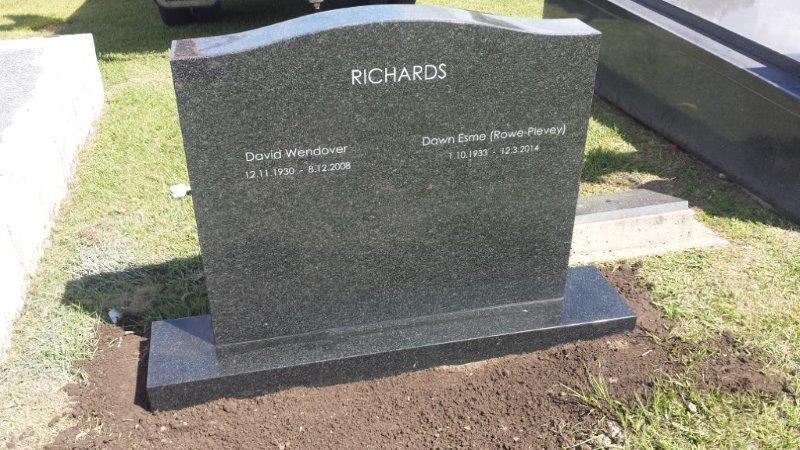 RICHARDS
David Wendover
12.11.1930 - 8.12.2008
Dawn Esme (Rowe-Plevey)
1.10.1933 - 12.3.2014